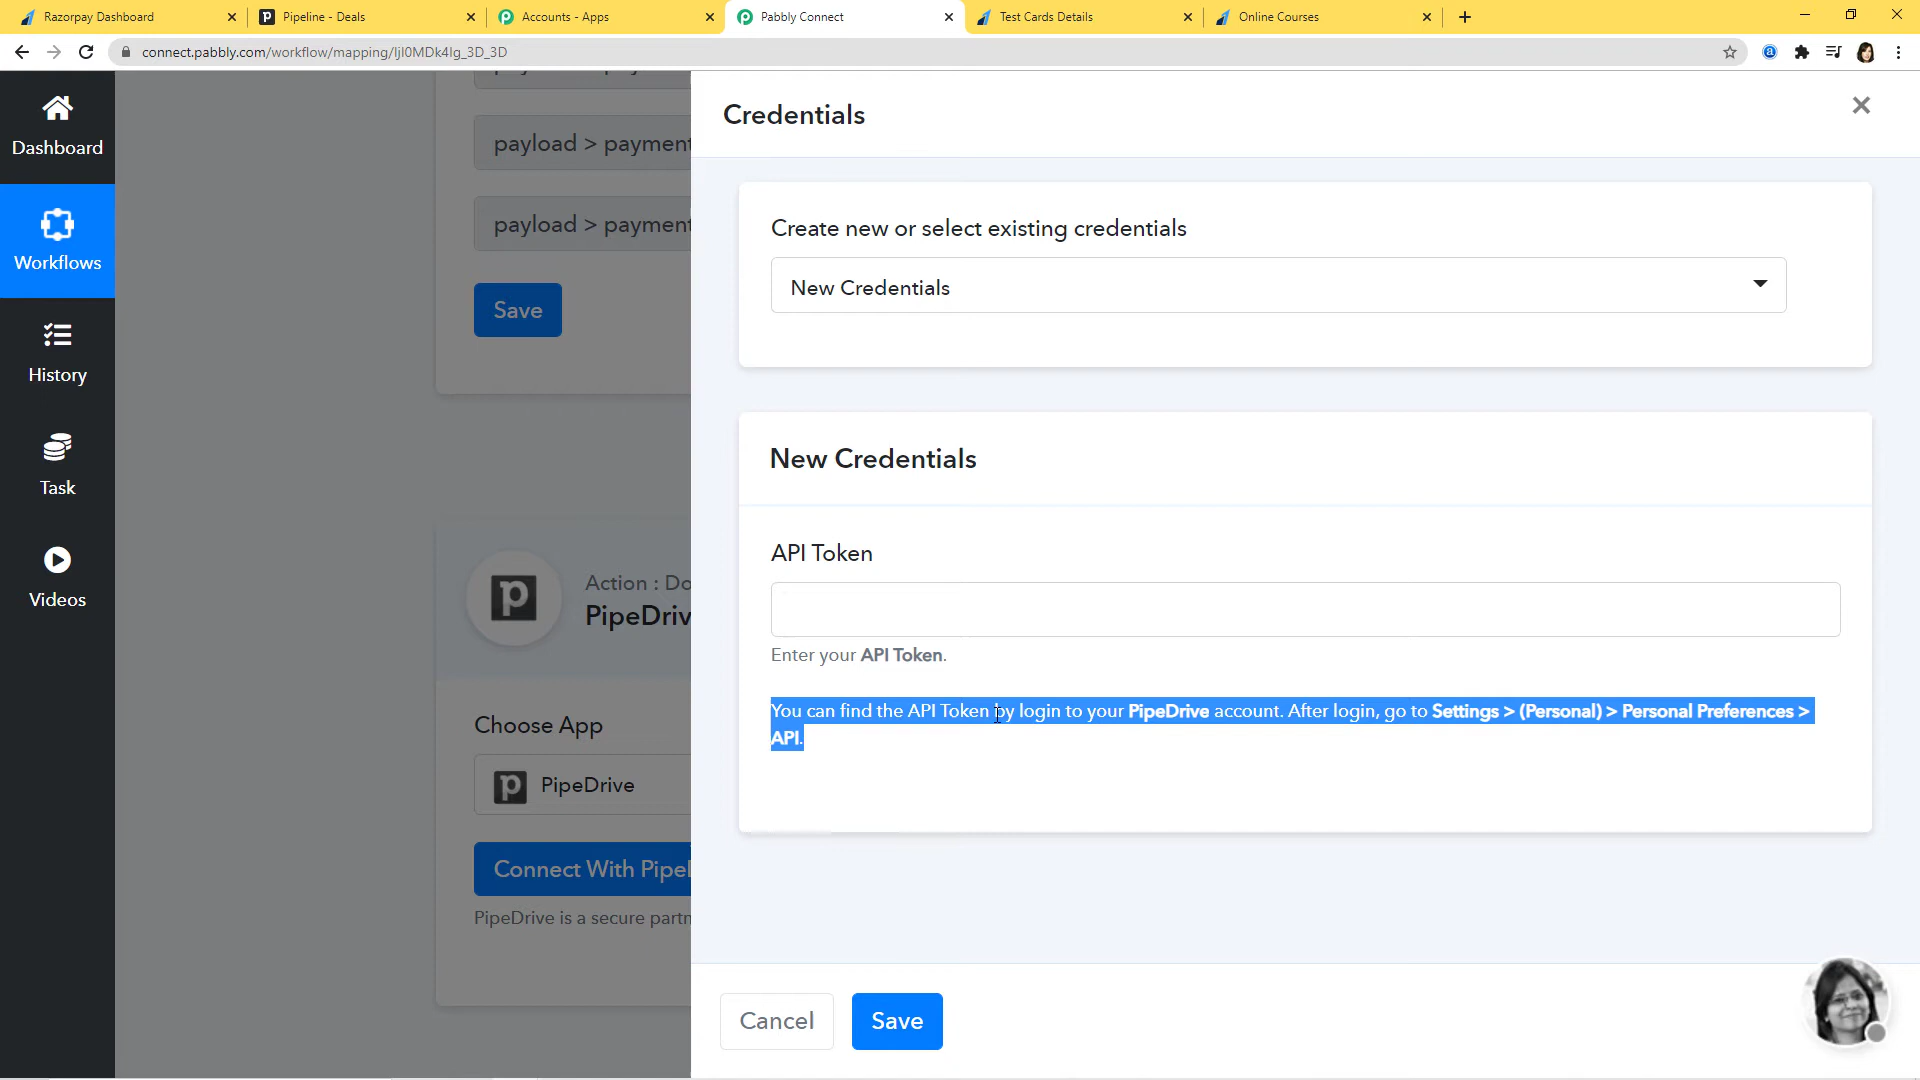 Razorpay Dashboard
Pipeline - Deals
Accounts - Apps
Pabbly Connect
Test Cards Details
Online Courses
connect.pabbly.com/workflow/mapping/IjI0MDk4Ig_3D_3D
Dashboard
Workflows
History
Task
Videos
payload > payment
payload > payment
Save
Action : Do
PipeDriv
Choose App
PipeDrive
Connect With Pipe
PipeDrive is a secure partn
Credentials
Create new or select existing credentials
New Credentials
New Credentials
API Token
Enter your API Token.
You can find the API Token by login to your PipeDrive account. After login, go to Settings > (Personal) > Personal Preferences >
API.
Cancel
Save